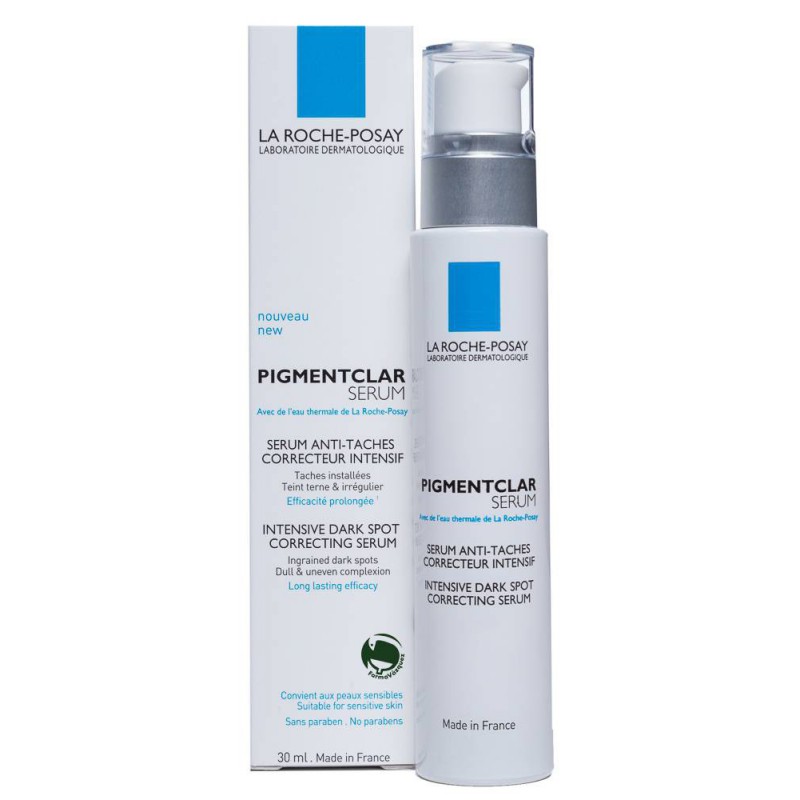 LA ROCHE-POSAY
LABORATOIRE DERMATOLOGIQUE
nouveau
new
PIGMENTCLAR
SERUM
Avec de l'eau thermale de La Roche-Posay
SERUM ANTI-TACHES
CORRECTEUR INTENSIF
Taches installées
Teint terne & irrégulier
Efficacité prolongée
INTENSIVE DARK SPOT
CORRECTING SERUM
Ingrained dark spots
Dull & uneven complexion
Long lasting efficacy
FarmaVázquez
Convient aux peaux sensibles
Suitable for sensitive skin
Sans paraben . No parabens
30 ml . Made in France
LA ROCHE-POSAY
LABORATOIRE DERMATOLOGIQUE
PIGMENTCLAR
SERUM
Avec de l'eau thermale de La Roche-Posay
SERUM ANTI-TACHES
CORRECTEUR INTENSIF
INTENSIVE DARK SPOT
CORRECTING SERUM
Made in France